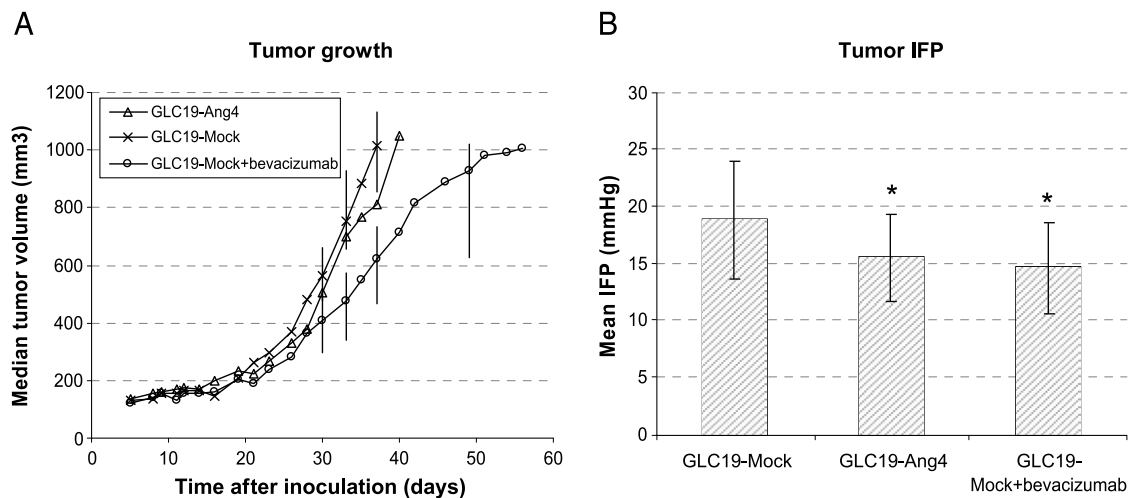 A
Tumor growth
Median tumor volume (mm3)
1200
1000
800
600
400
200
0
GLC19-Ang4
GLC19-Mock
GLC19-Mock+bevacizumab
0 10 20 30 40 50 60
Time after inoculation (days)
B
Tumor IFP
Mean IFP (mmHg)
30
25
20
15
10
5
0
* *
GLC19-Mock
GLC19-Ang4
GLC19-
Mock+bevacizumab